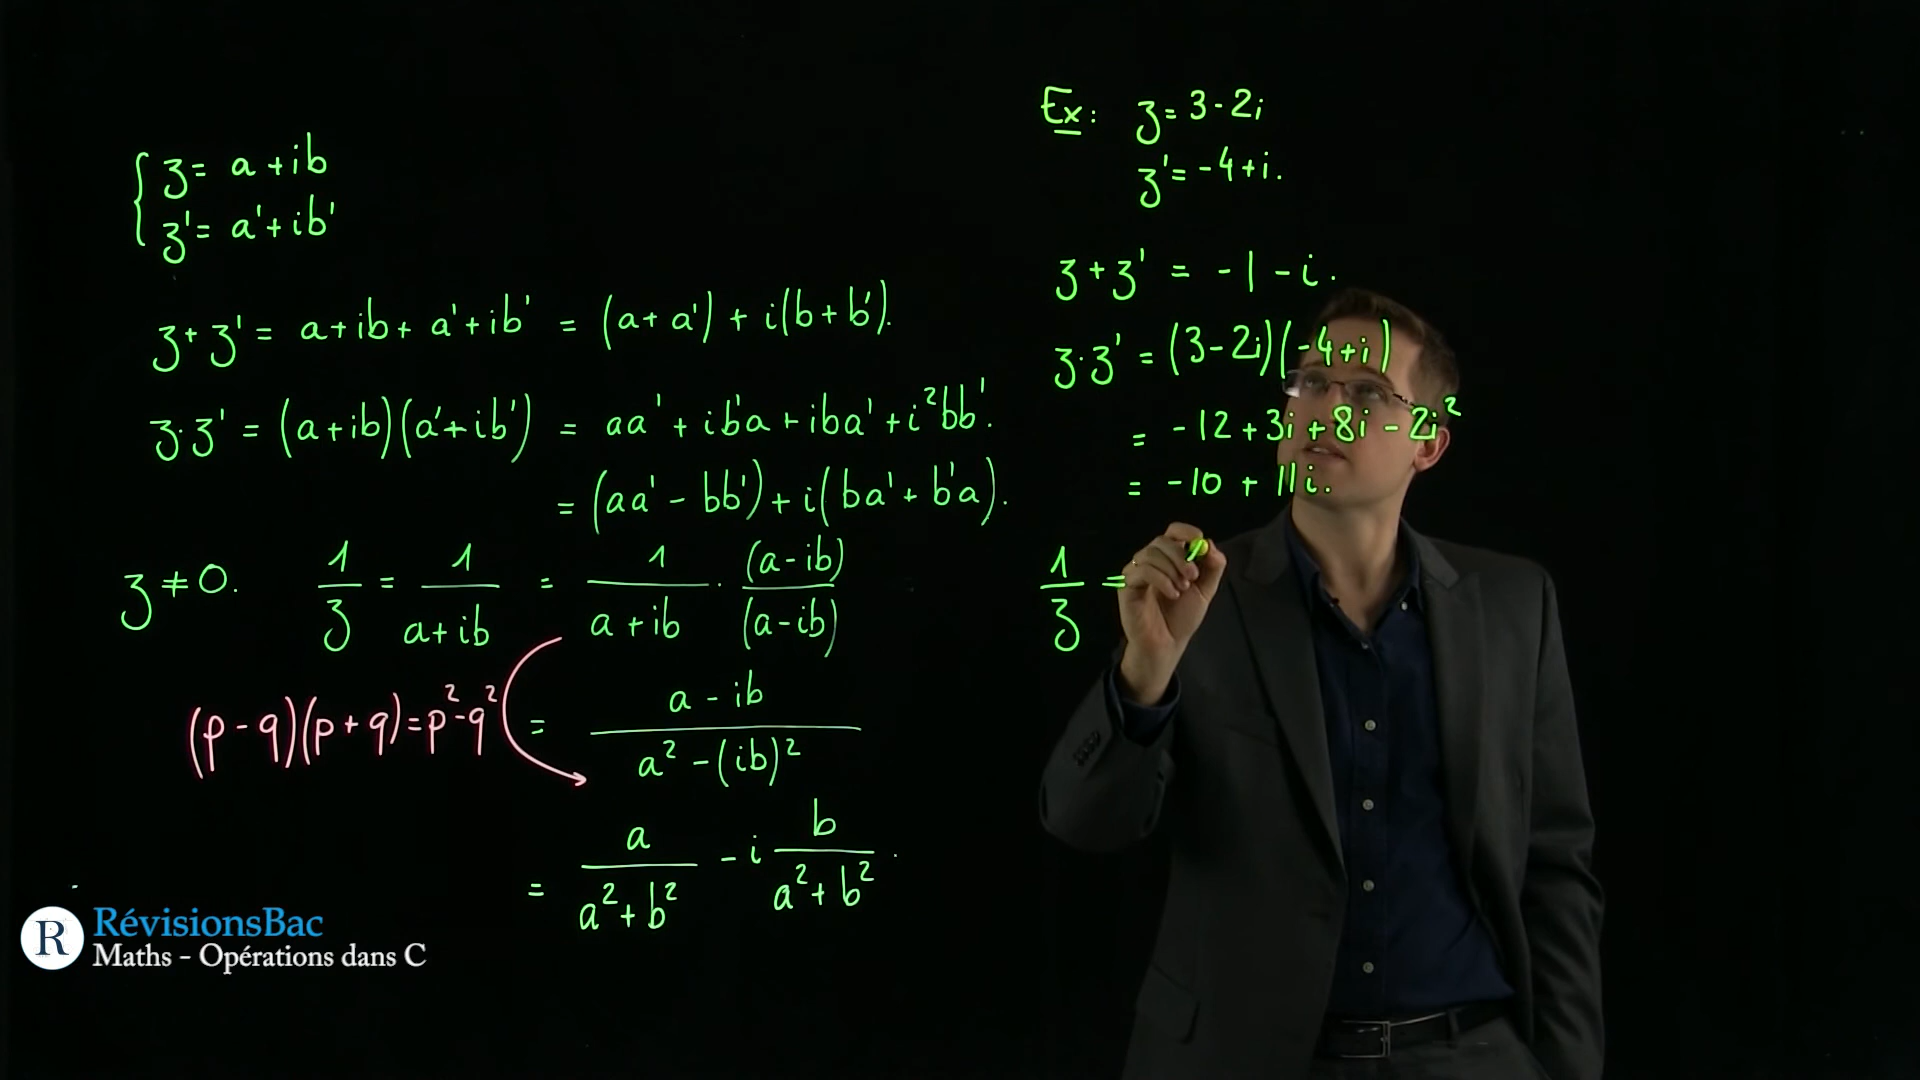 { z = a + ib
z' = a' + ib'
z + z' = a + ib + a' + ib' = (a + a') + i(b + b').
z · z' = (a + ib)(a' + ib') = aa' + ib'a + iba' + i²bb'.
= (aa' - bb') + i(ba' + b'a).
z ≠ 0. 1/z = 1/(a + ib) = 1/(a + ib) · (a - ib)/(a - ib)
(p - q)(p + q) = p² - q²
= (a - ib)/(a² - (ib)²)
= a/(a² + b²) - i b/(a² + b²).
Ex : z = 3 - 2i
z' = -4 + i.
z + z' = -1 - i.
z · z' = (3 - 2i)(-4 + i)
= -12 + 3i + 8i - 2i²
= -10 + 11i.
1/z =
R RévisionsBac
Maths - Opérations dans C